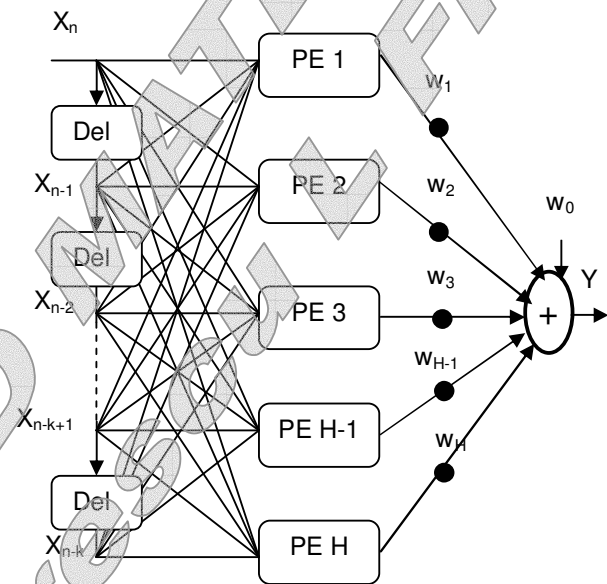 Xn
PE 1
w1
Del
Xn-1
PE 2
w2
w0
Del
Y
Xn-2
w3
PE 3
+
wH-1
Xn-k+1
PE H-1
wH
Del
Xn-k
PE H